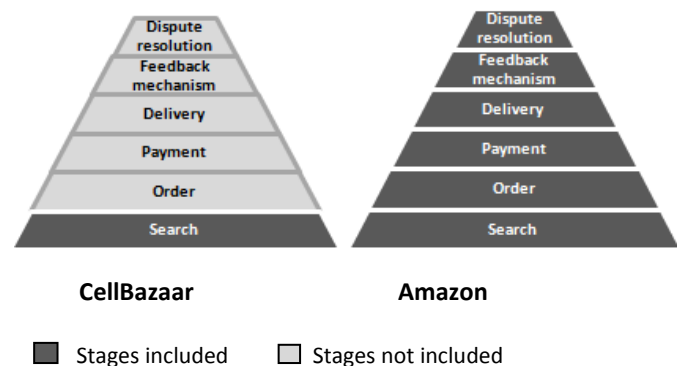 Dispute
resolution
Feedback
mechanism
Delivery
Payment
Order
Search
Dispute
resolution
Feedback
mechanism
Delivery
Payment
Order
Search
CellBazaar
Amazon
Stages included
Stages not included